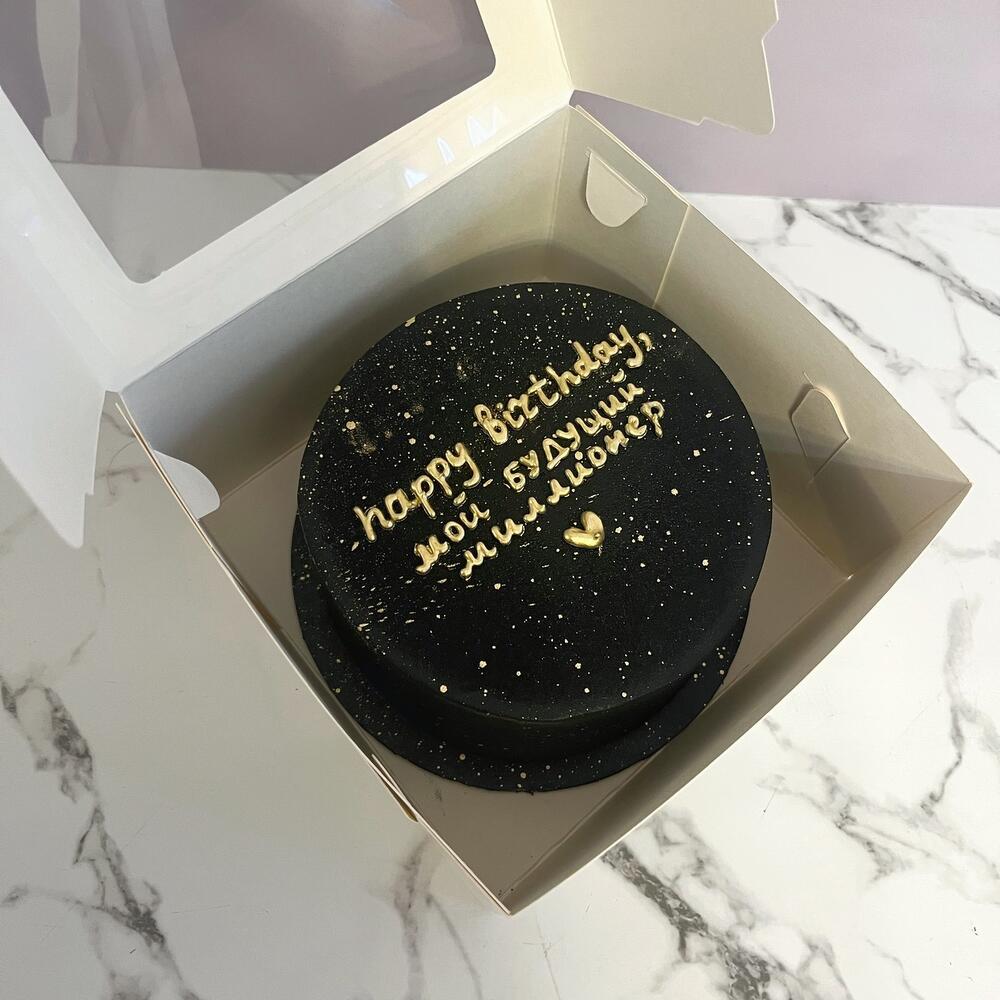 happy birthday,
мой будущий
миллионер